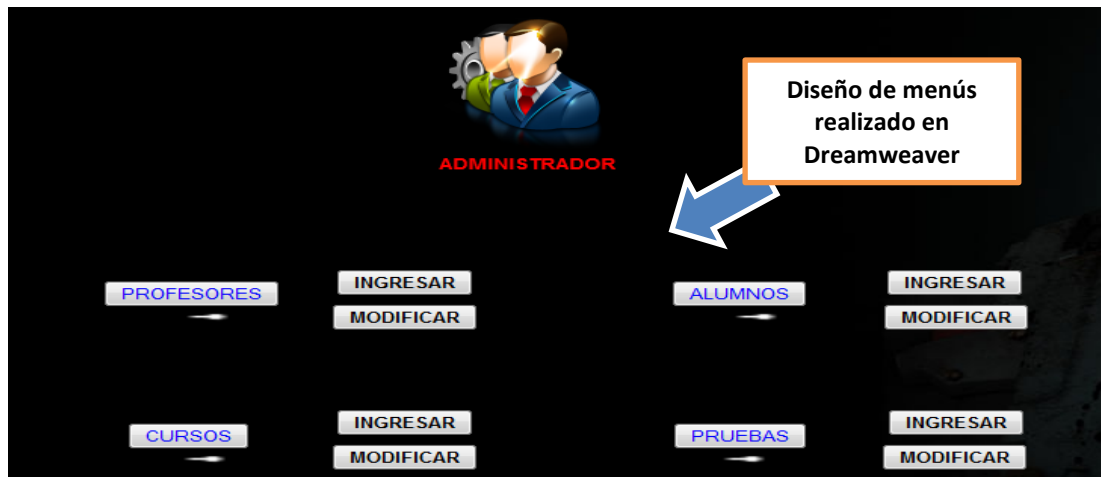 Diseño de menús
realizado en
Dreamweaver
ADMINISTRADOR
PROFESORES
INGRESAR
MODIFICAR
ALUMNOS
INGRESAR
MODIFICAR
CURSOS
INGRESAR
MODIFICAR
PRUEBAS
INGRESAR
MODIFICAR